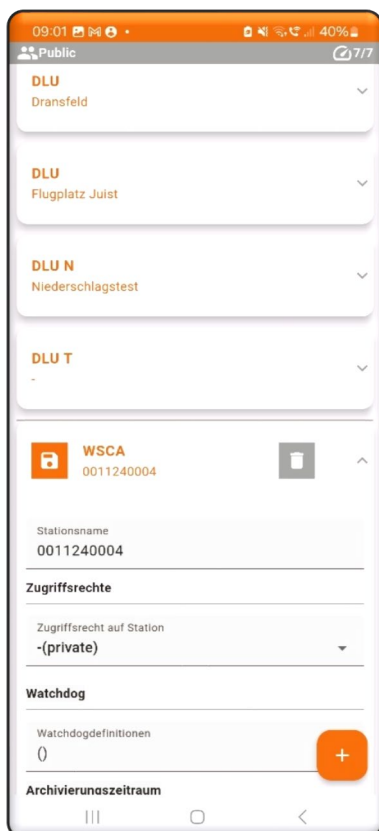 09:01
40%
Public
7/7
DLU
Dransfeld
DLU
Flugplatz Juist
DLU N
Niederschlagstest
DLU T
-
WSCA
0011240004
Stationsname
0011240004
Zugriffsrechte
Zugriffsrecht auf Station
-(private)
Watchdog
Watchdogdefinitionen
()
+
Archivierungszeitraum